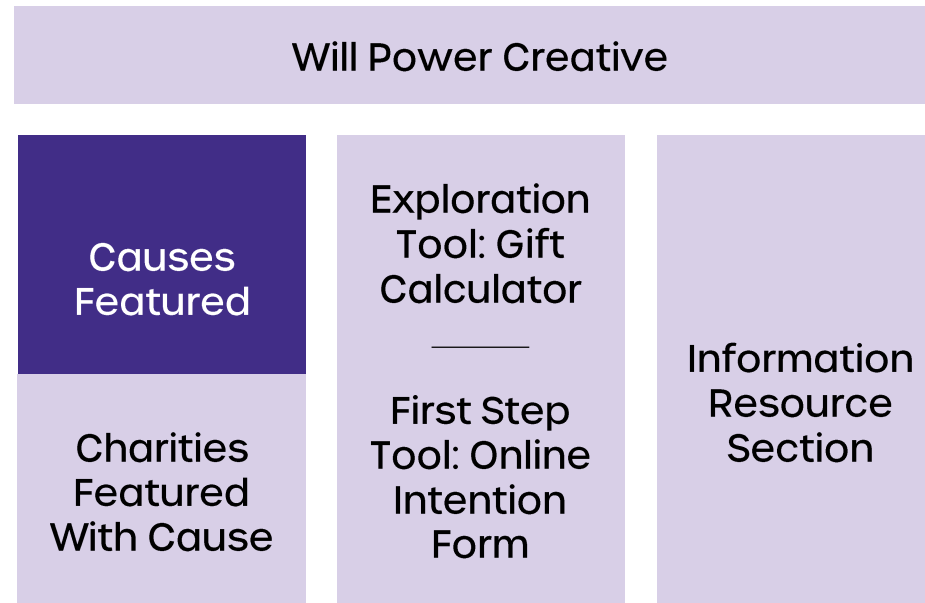 Will Power Creative
Causes
Featured
Charities
Featured
With Cause
Exploration
Tool: Gift
Calculator
First Step
Tool: Online
Intention
Form
Information
Resource
Section